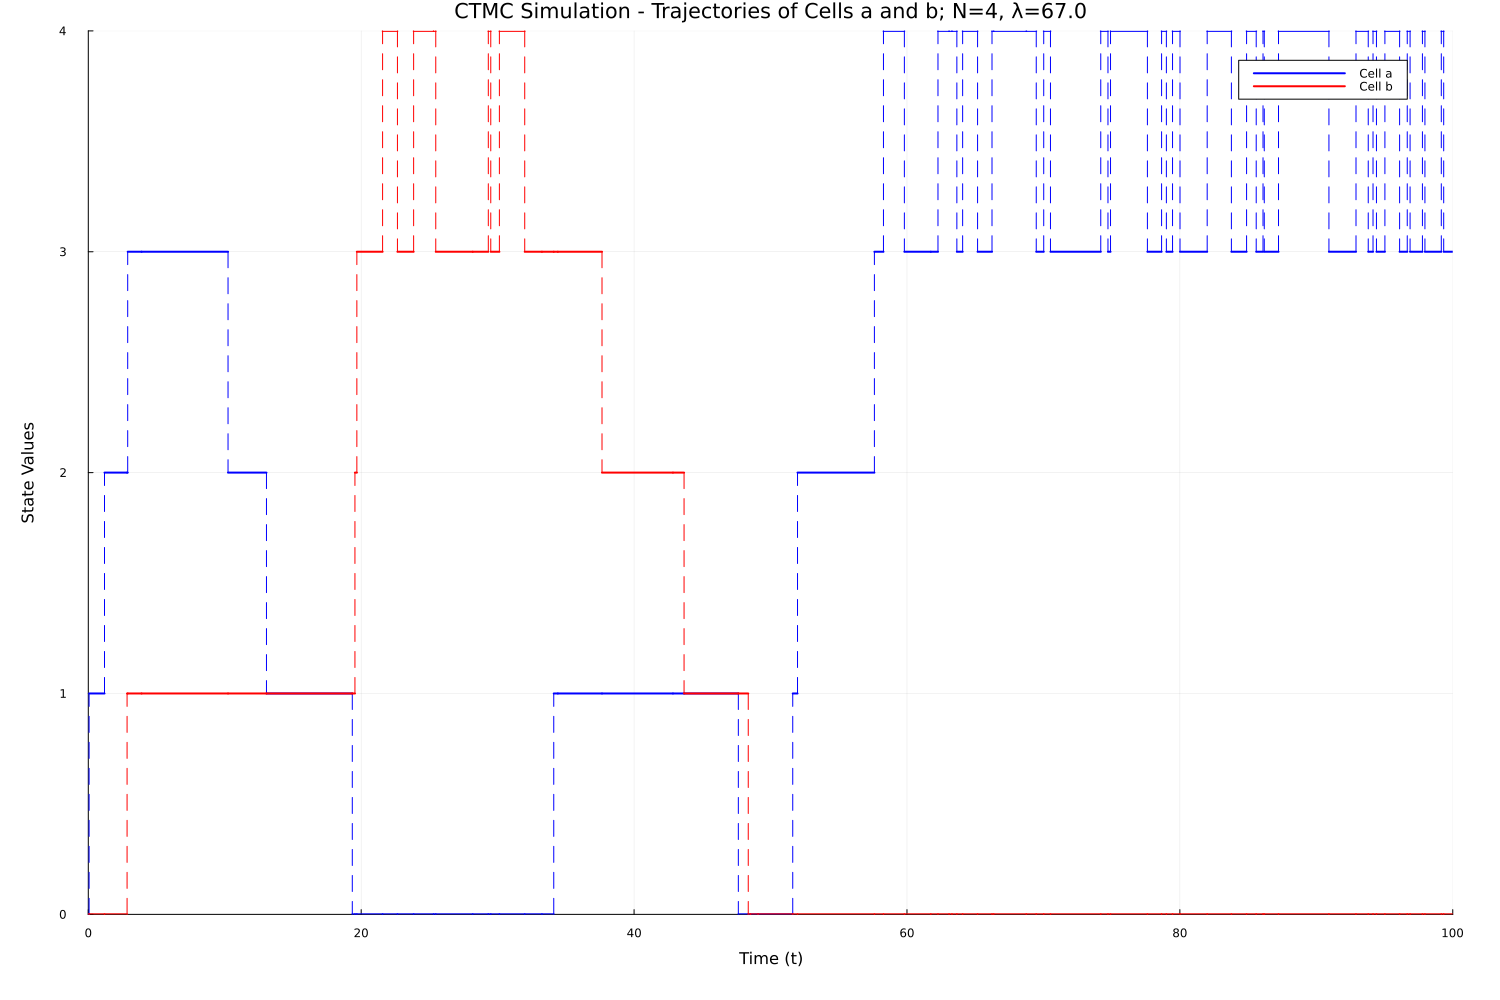 CTMC Simulation - Trajectories of Cells a and b; N=4, λ=67.0
4
Cell a
Cell b
3
State Values
2
1
0
0 20 40 60 80 100
Time (t)